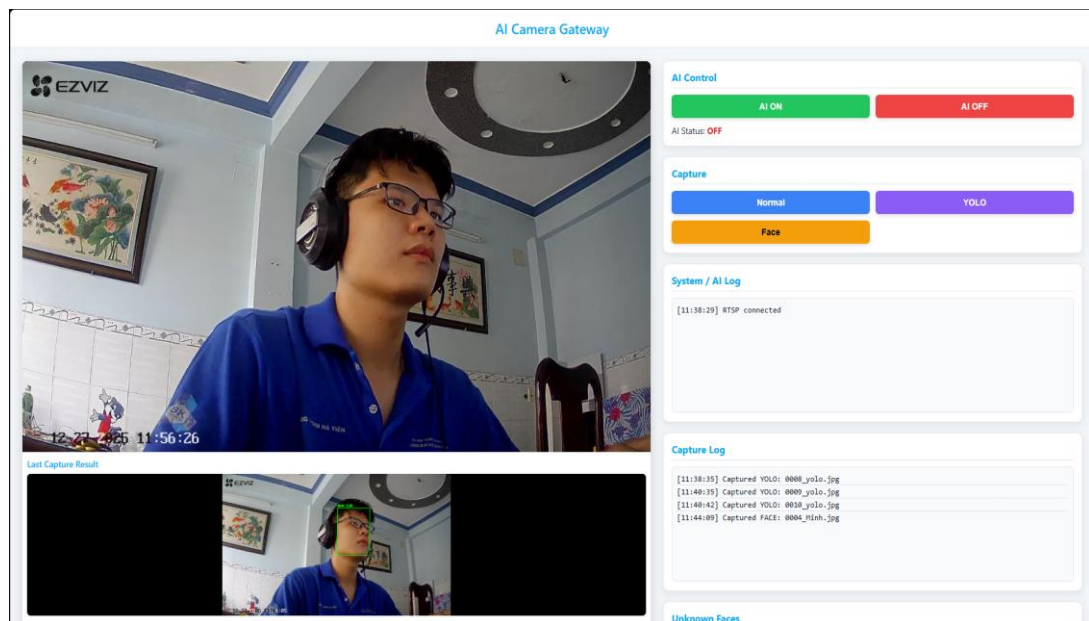 AI Camera Gateway
EZVIZ
12-27-2025 11:56:26
Last Capture Result
EZVIZ
AI Control
AI ON
AI OFF
AI Status: OFF
Capture
Normal
YOLO
Face
System / AI Log
[11:38:29] RTSP connected
Capture Log
[11:38:35] Captured YOLO: 0008_yolo.jpg
[11:40:35] Captured YOLO: 0009_yolo.jpg
[11:40:42] Captured YOLO: 0010_yolo.jpg
[11:44:09] Captured FACE: 0004_Minh.jpg
Unknown Faces